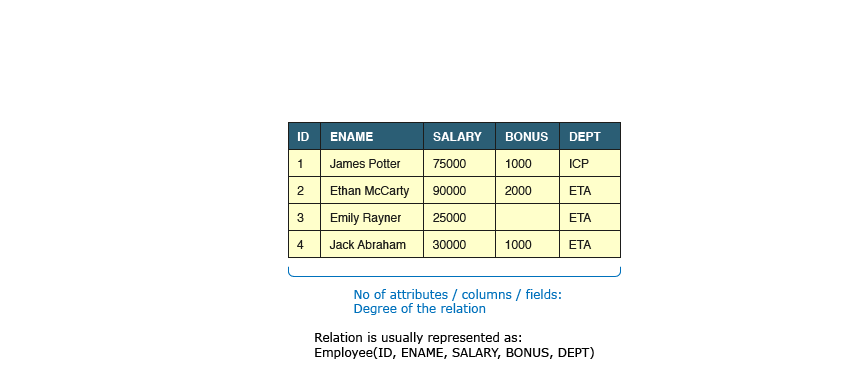 ID ENAME SALARY BONUS DEPT
1 James Potter 75000 1000 ICP
2 Ethan McCarty 90000 2000 ETA
3 Emily Rayner 25000 ETA
4 Jack Abraham 30000 1000 ETA
No of attributes / columns / fields:
Degree of the relation
Relation is usually represented as:
Employee(ID, ENAME, SALARY, BONUS, DEPT)